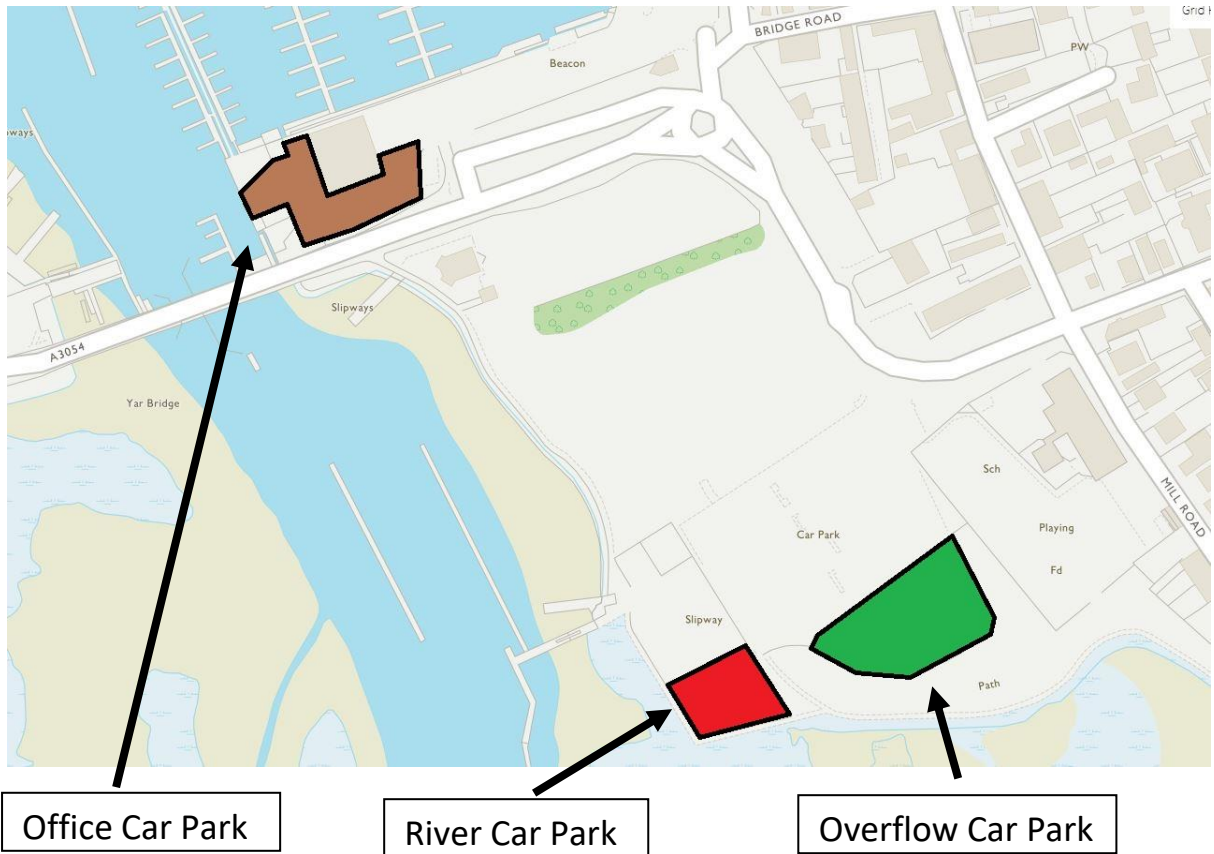 Grid
BRIDGE ROAD
Beacon
PW
Slipways
A3054
Yar Bridge
Sch
Playing
Fd
MILL ROAD
Car Park
Slipway
Path
Office Car Park
River Car Park
Overflow Car Park